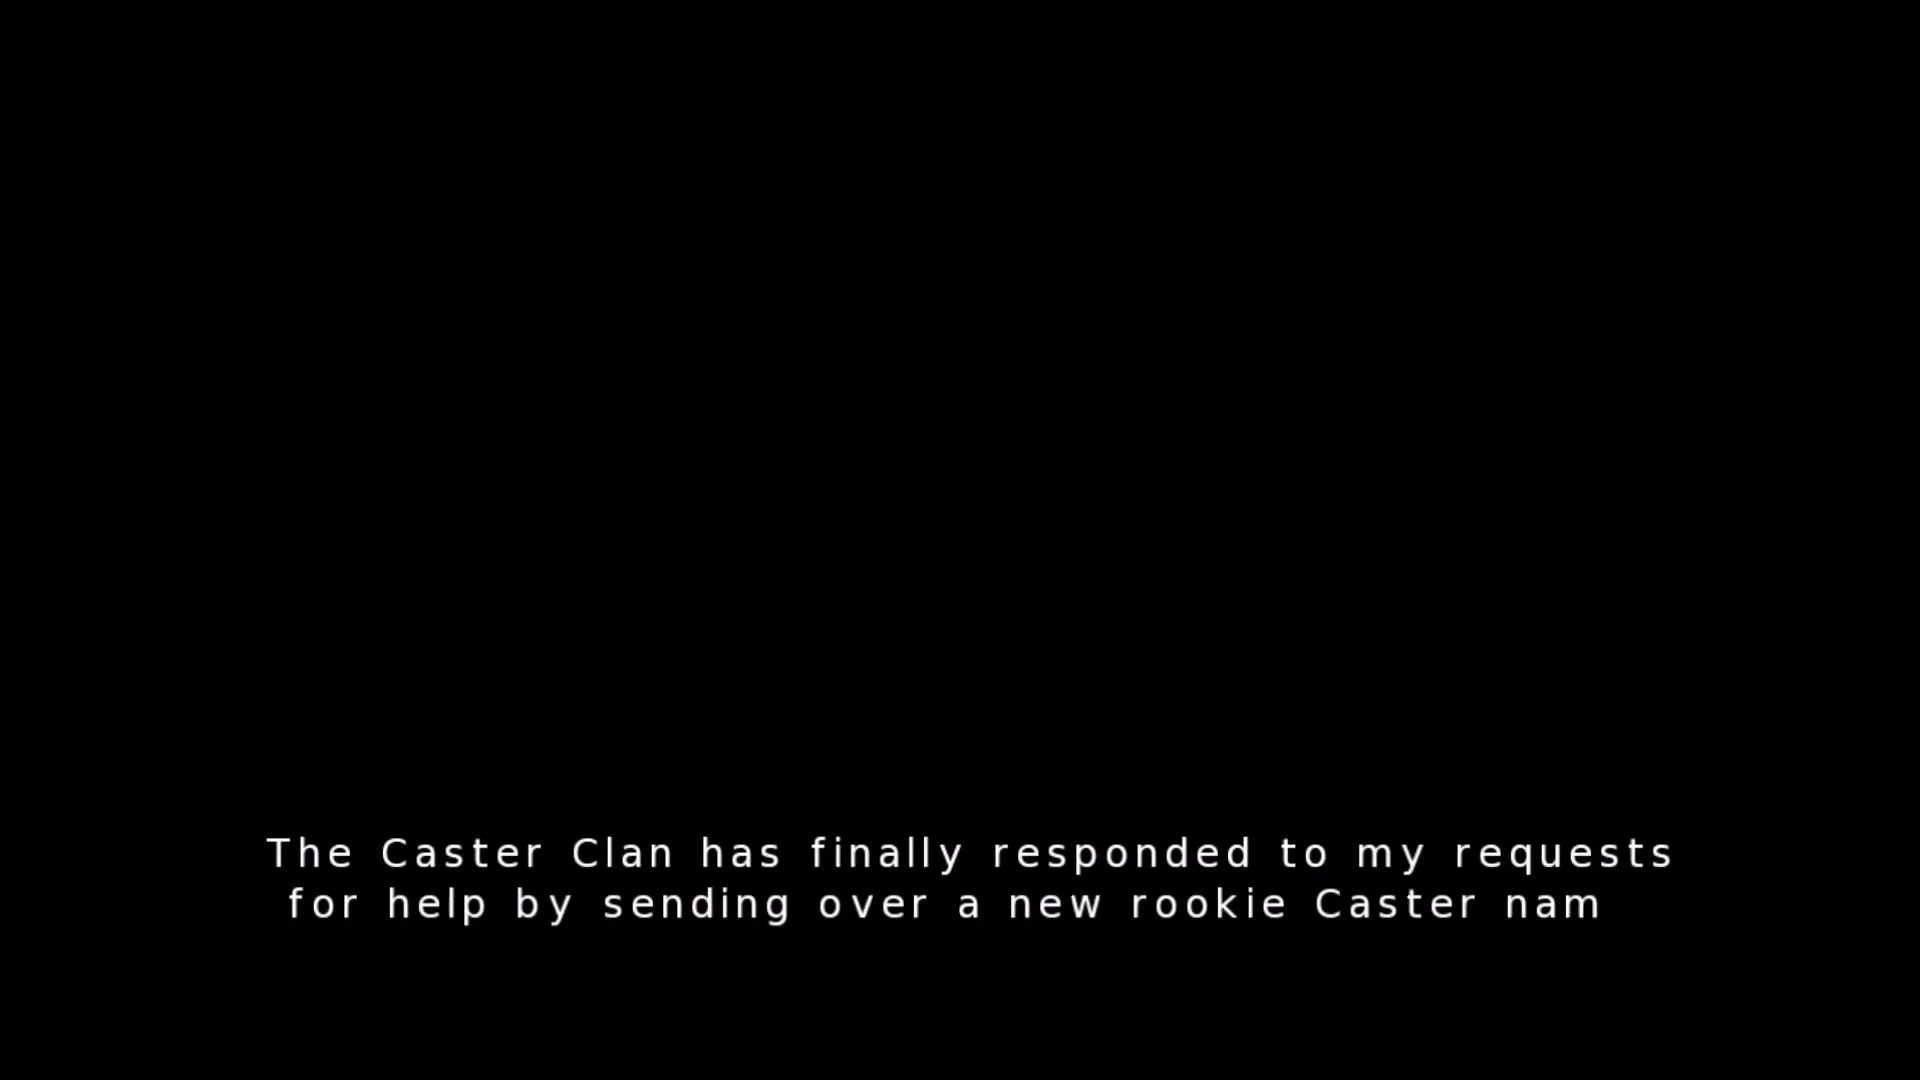 The Caster Clan has finally responded to my requests
for help by sending over a new rookie Caster nam